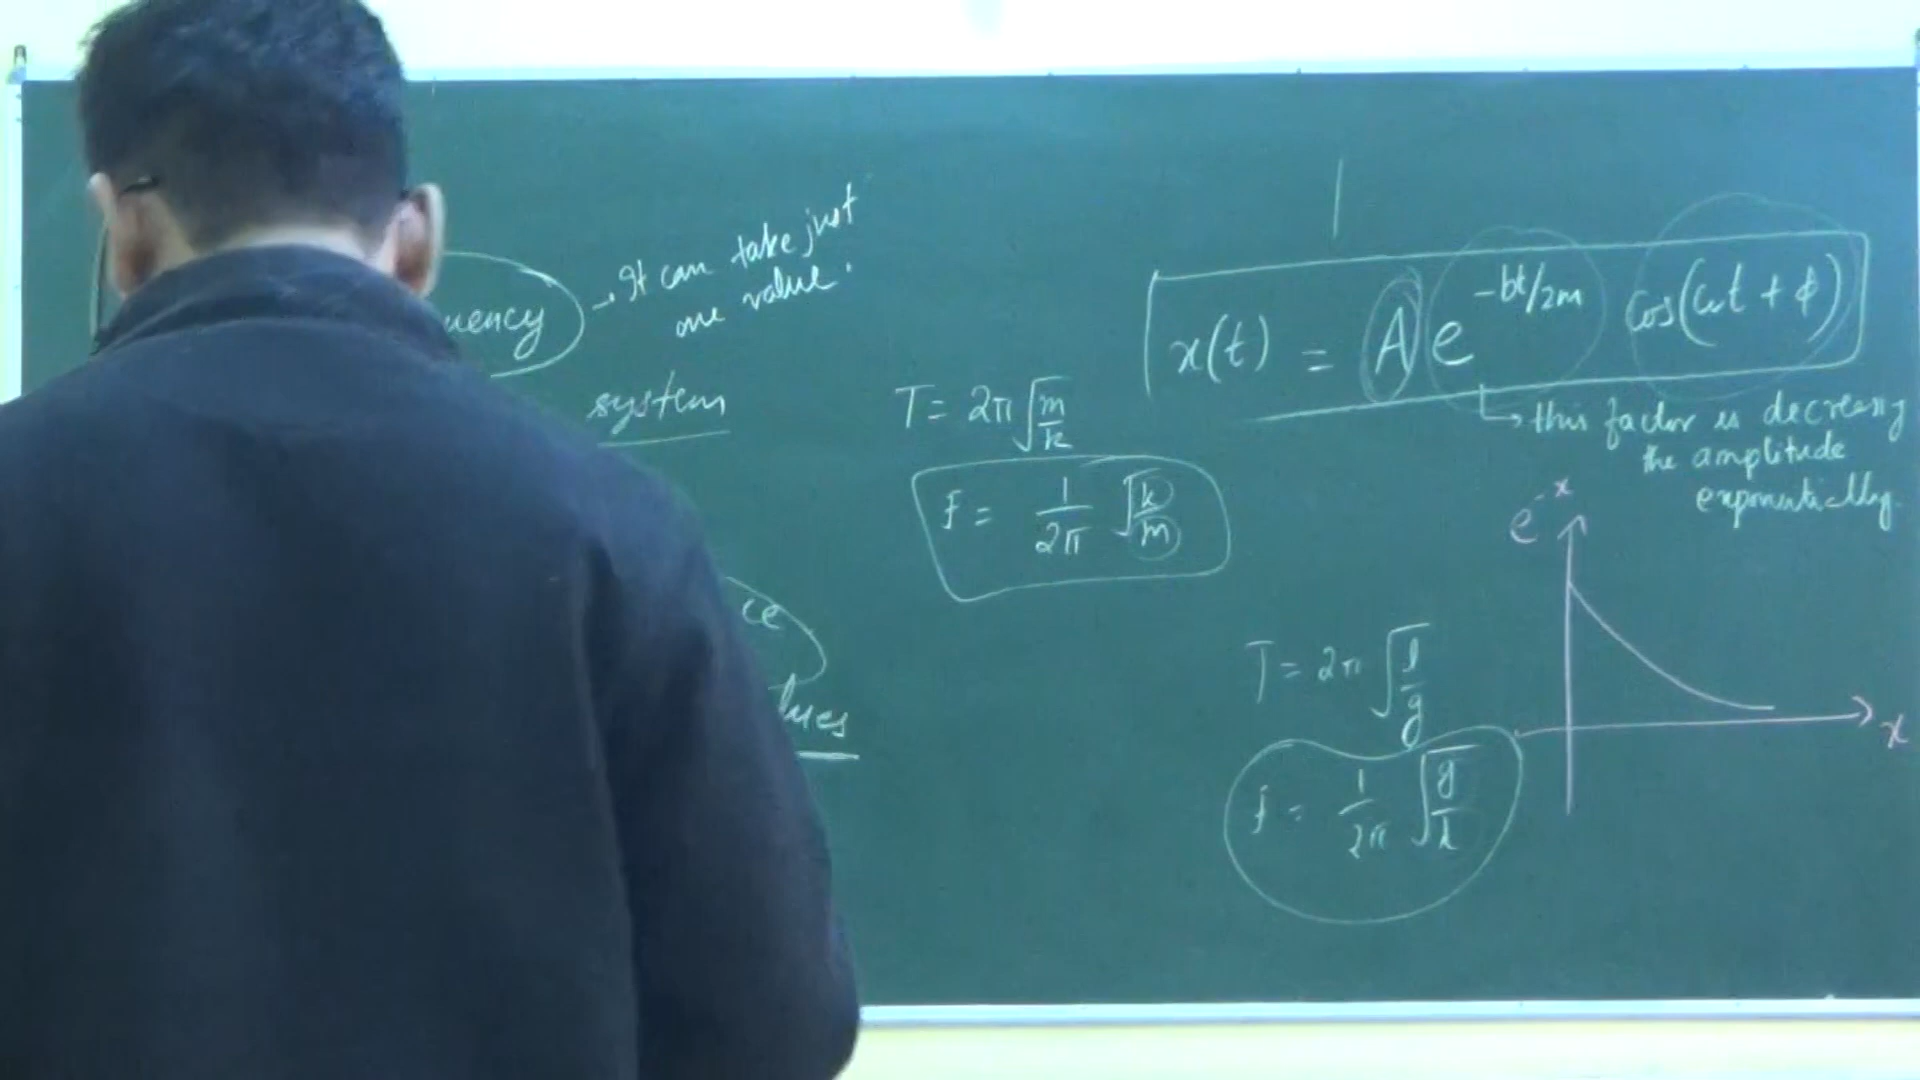 uency → It can take just
one value.
system
ce
lues
T = 2π √(m/k)
F = 1/2π √(k/m)
x(t) = A e^(-bt/2m) cos(ωt + φ)
↳ this factor is decreasing
the amplitude
exponentially.
e^-x
x
T = 2π √(l/g)
f = 1/2π √(g/l)